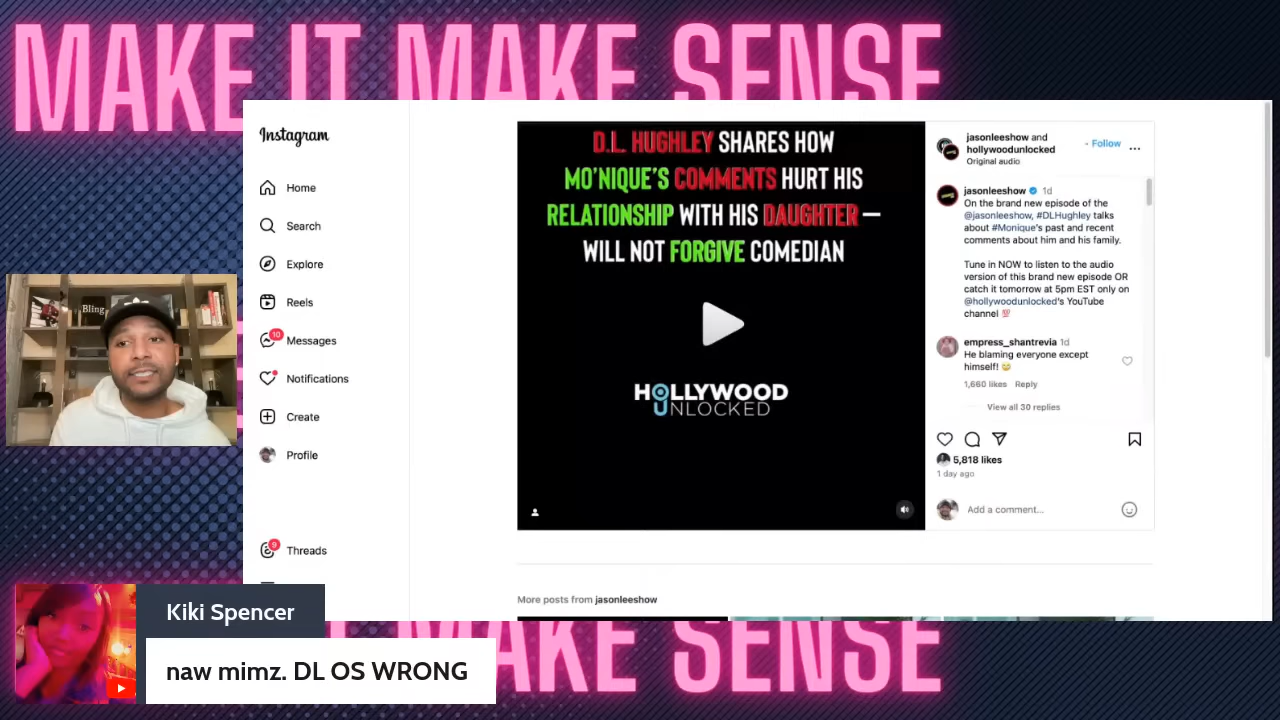 MAKE IT MAKE SENSE
Instagram
Home
Search
Explore
Reels
10
Messages
Notifications
Create
Profile
9
Threads
D.L. HUGHLEY SHARES HOW
MO'NIQUE'S COMMENTS HURT HIS
RELATIONSHIP WITH HIS DAUGHTER —
WILL NOT FORGIVE COMEDIAN
HOLLYWOOD
UNLOCKED
jasonleeshow and
hollywoodunlocked
Original audio
• Follow
jasonleeshow 1d
On the brand new episode of the
@jasonleeshow, #DLHughley talks
about #Monique's past and recent
comments about him and his family.
Tune in NOW to listen to the audio
version of this brand new episode OR
catch it tomorrow at 5pm EST only on
@hollywoodunlocked's YouTube
channel 💯
empress_shantrevia 1d
He blaming everyone except
himself! 😂
1,660 likes Reply
View all 30 replies
5,818 likes
1 day ago
Add a comment...
More posts from jasonleeshow
Bling
Kiki Spencer
naw mimz. DL OS WRONG
IT MAKE SENSE